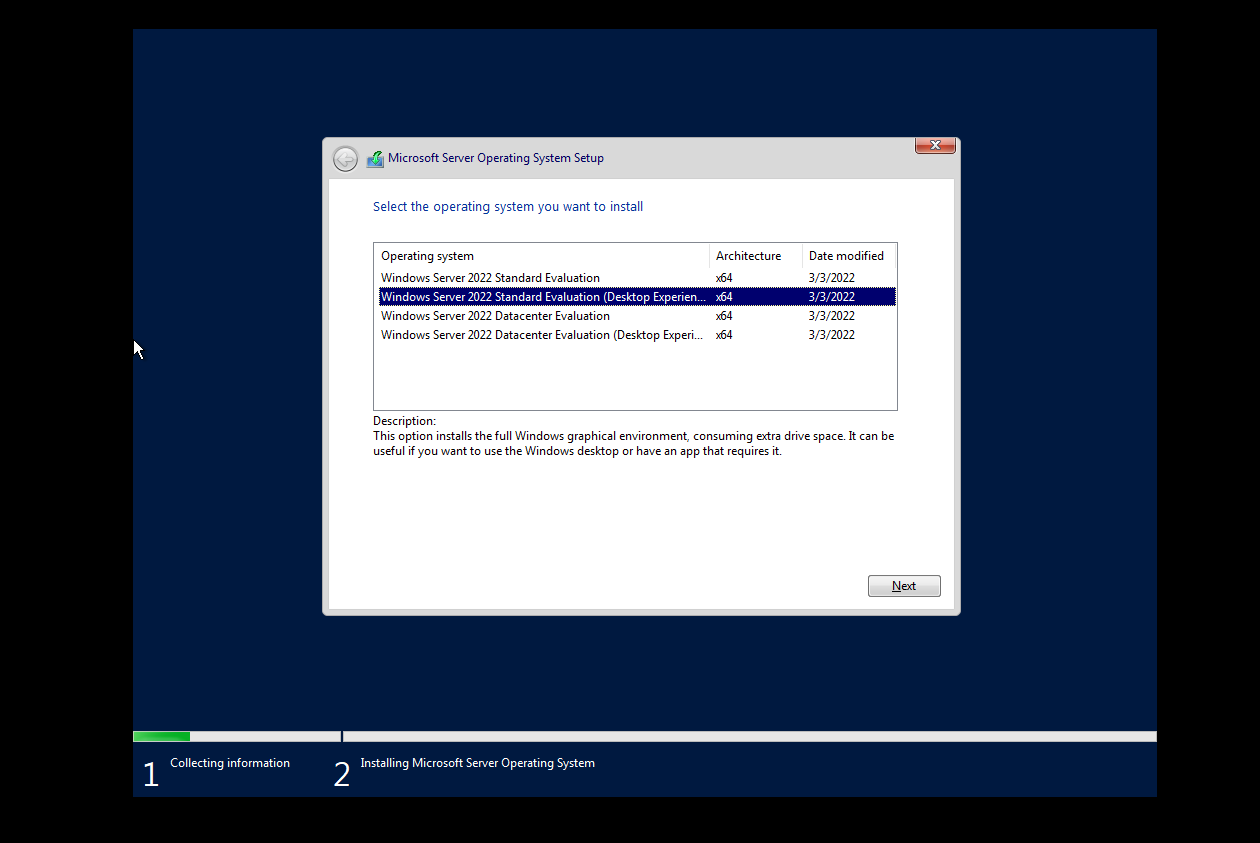 Microsoft Server Operating System Setup
Select the operating system you want to install
Operating system Architecture Date modified
Windows Server 2022 Standard Evaluation x64 3/3/2022
Windows Server 2022 Standard Evaluation (Desktop Experien... x64 3/3/2022
Windows Server 2022 Datacenter Evaluation x64 3/3/2022
Windows Server 2022 Datacenter Evaluation (Desktop Experi... x64 3/3/2022
Description:
This option installs the full Windows graphical environment, consuming extra drive space. It can be
useful if you want to use the Windows desktop or have an app that requires it.
Next
1 Collecting information 2 Installing Microsoft Server Operating System